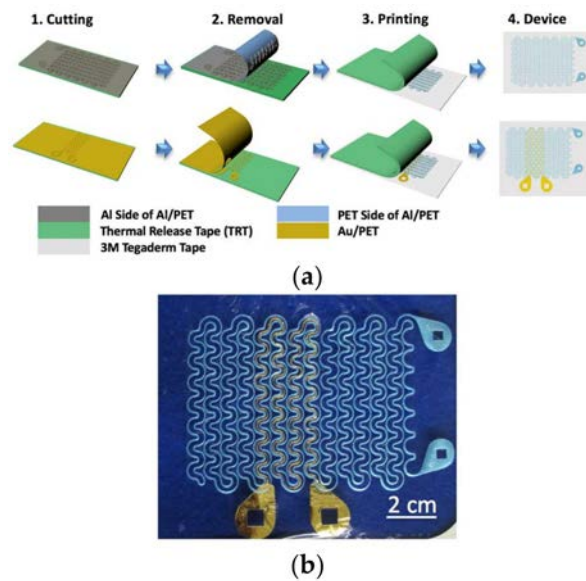 1. Cutting
2. Removal
3. Printing
4. Device
Al Side of Al/PET
PET Side of Al/PET
Thermal Release Tape (TRT)
Au/PET
3M Tegaderm Tape
(a)
2 cm
(b)